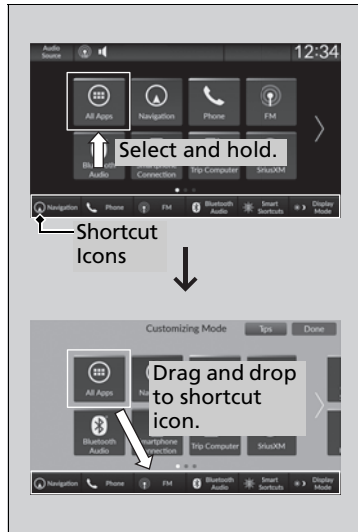 Audio
Source
12:34
All Apps
Navigation
Phone
FM
Select and hold.
Audio
Connection
Trip Computer
SiriusXM
Navigation
Phone
FM
Bluetooth
Audio
Smart
Shortcuts
Display
Mode
Shortcut
Icons
Customizing Mode
Tips
Done
All Apps
Drag and drop
to shortcut
icon.
Bluetooth
Audio
Connection
Trip Computer
SiriusXM
Navigation
Phone
FM
Bluetooth
Audio
Smart
Shortcuts
Display
Mode